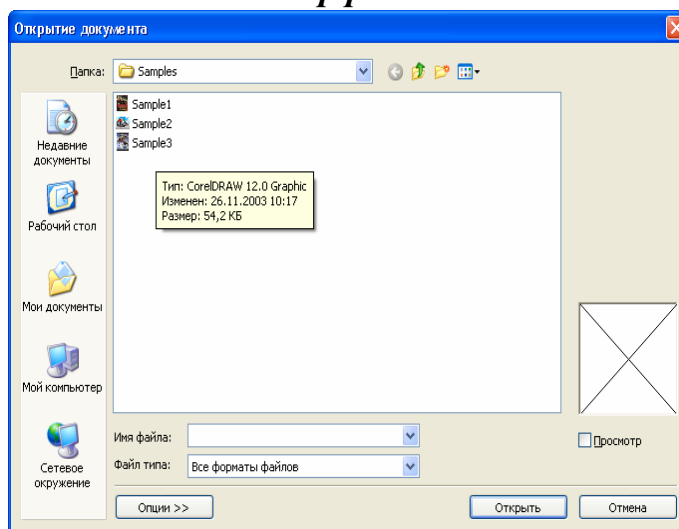 Открытие документа
Папка:
Samples
Sample1
Sample2
Sample3
Тип: CorelDRAW 12.0 Graphic
Изменен: 26.11.2003 10:17
Размер: 54,2 КБ
Недавние
документы
Рабочий стол
Мои документы
Мой компьютер
Сетевое
окружение
Имя файла:
Файл типа:
Все форматы файлов
Просмотр
Опции >>
Открыть
Отмена